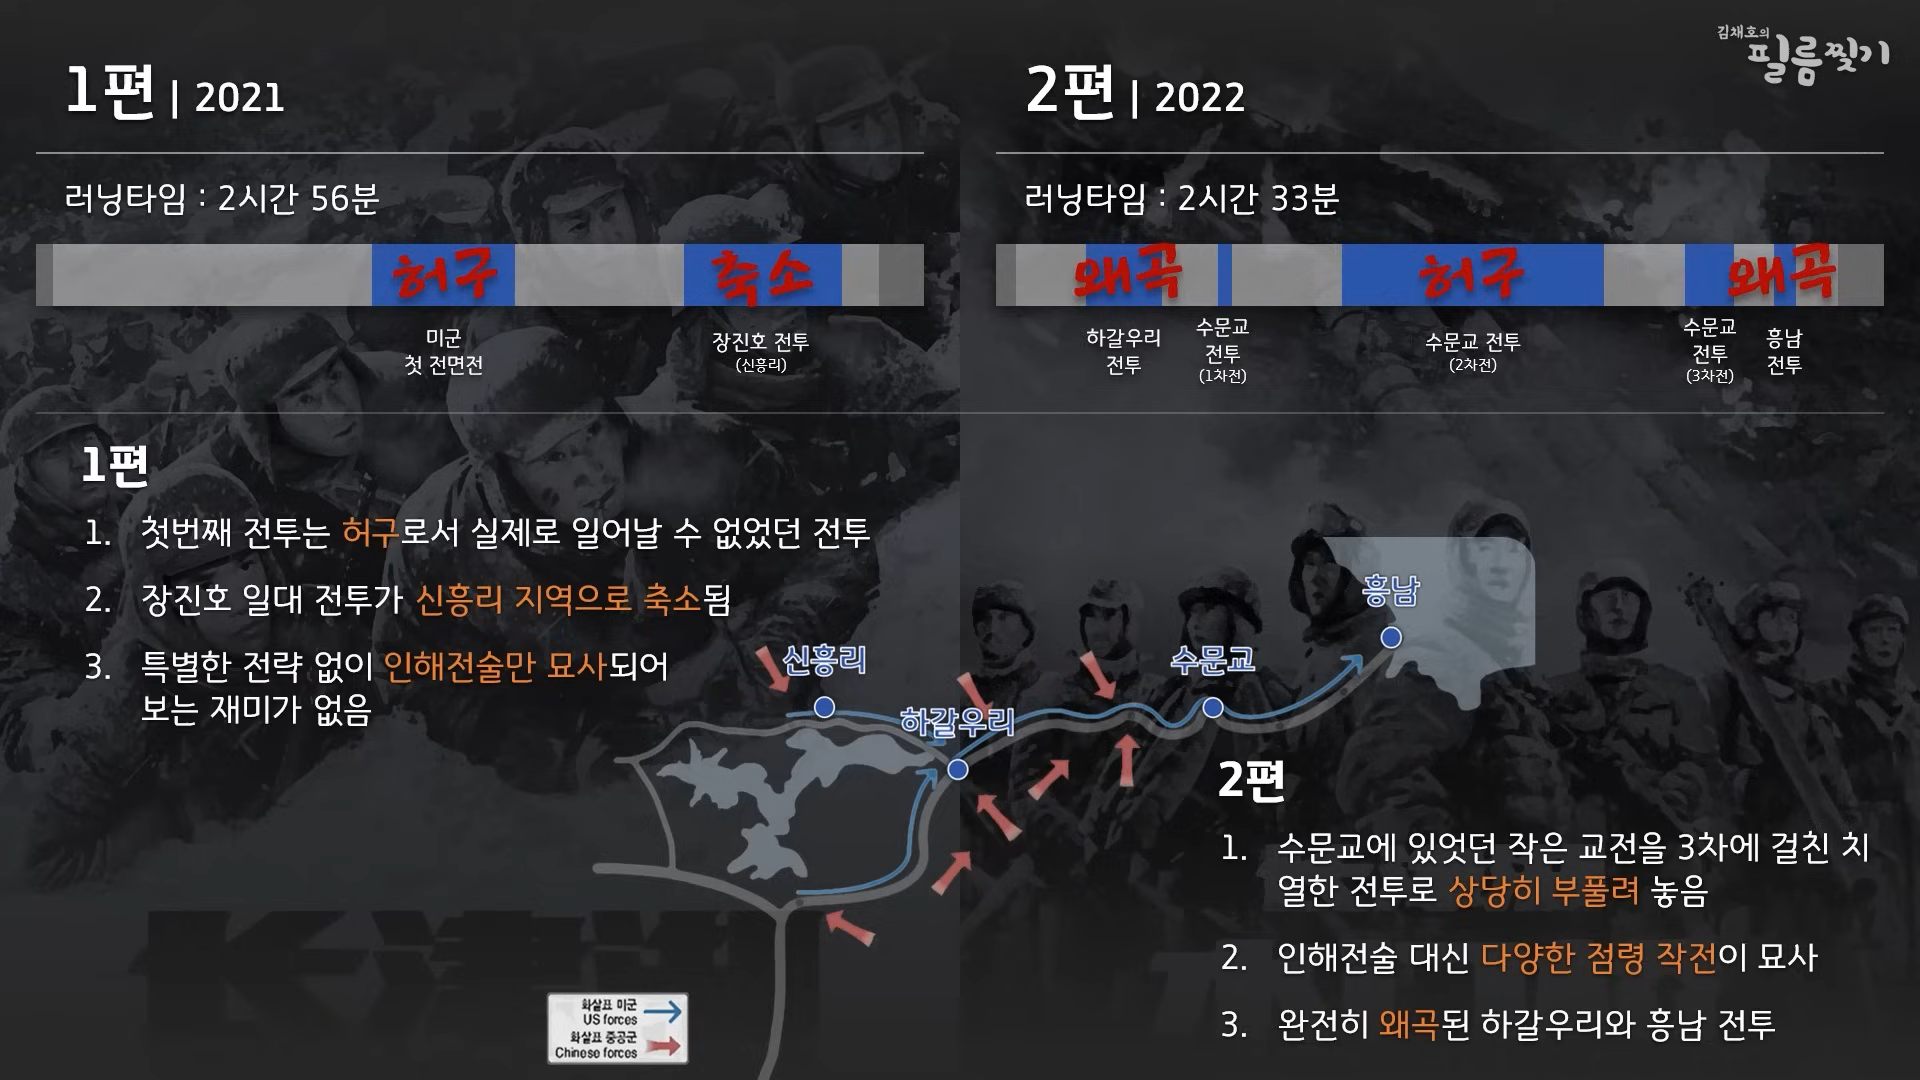 김채호의
필름찢기
1편 | 2021
러닝타임 : 2시간 56분
허구
축소
미군
첫 전면전
장진호 전투
(신흥리)
2편 | 2022
러닝타임 : 2시간 33분
왜곡
허구
왜곡
하갈우리
전투
수문교
전투
(1차전)
수문교 전투
(2차전)
수문교
전투
(3차전)
흥남
전투
1편
1. 첫번째 전투는 허구로서 실제로 일어날 수 없었던 전투
2. 장진호 일대 전투가 신흥리 지역으로 축소됨
3. 특별한 전략 없이 인해전술만 묘사되어
보는 재미가 없음
신흥리
하갈우리
수문교
흥남
2편
1. 수문교에 있엇던 작은 교전을 3차에 걸친 치
열한 전투로 상당히 부풀려 놓음
2. 인해전술 대신 다양한 점령 작전이 묘사
3. 완전히 왜곡된 하갈우리와 흥남 전투
화살표 미군
US forces
화살표 중공군
Chinese forces